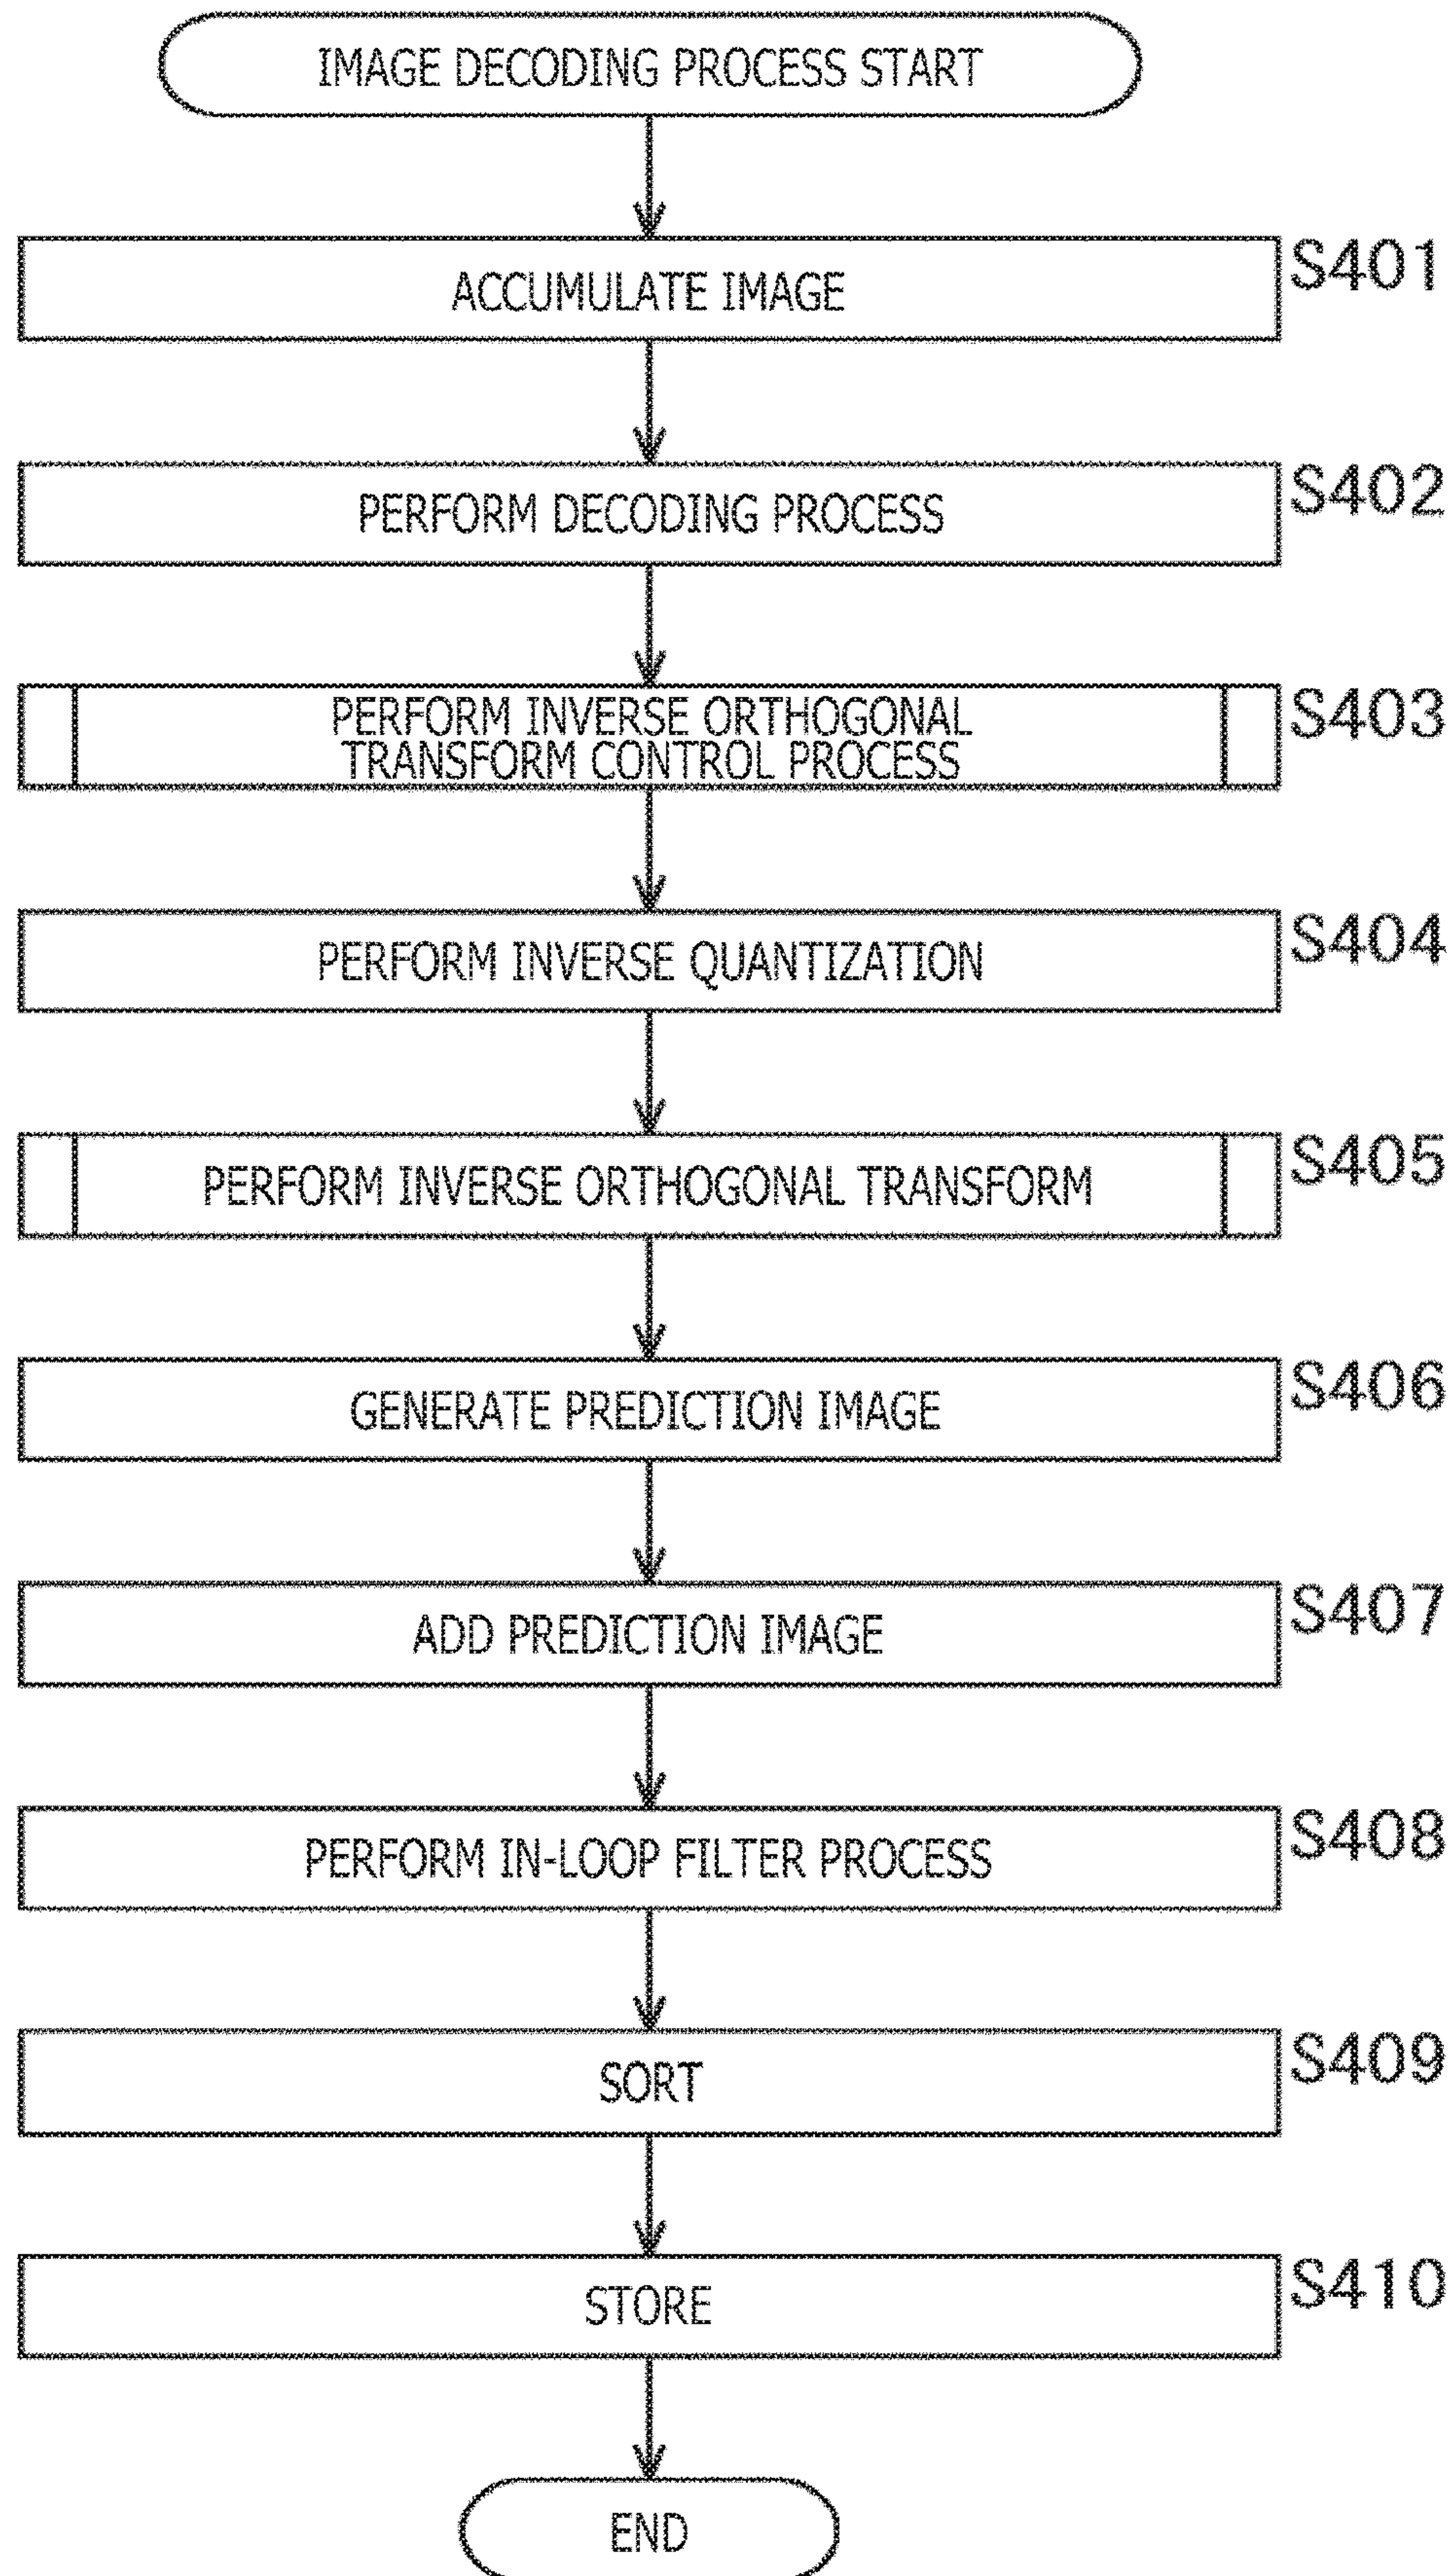 IMAGE DECODING PROCESS START
ACCUMULATE IMAGE
S401
PERFORM DECODING PROCESS
S402
PERFORM INVERSE ORTHOGONAL
TRANSFORM CONTROL PROCESS
S403
PERFORM INVERSE QUANTIZATION
S404
PERFORM INVERSE ORTHOGONAL TRANSFORM
S405
GENERATE PREDICTION IMAGE
S406
ADD PREDICTION IMAGE
S407
PERFORM IN-LOOP FILTER PROCESS
S408
SORT
S409
STORE
S410
END